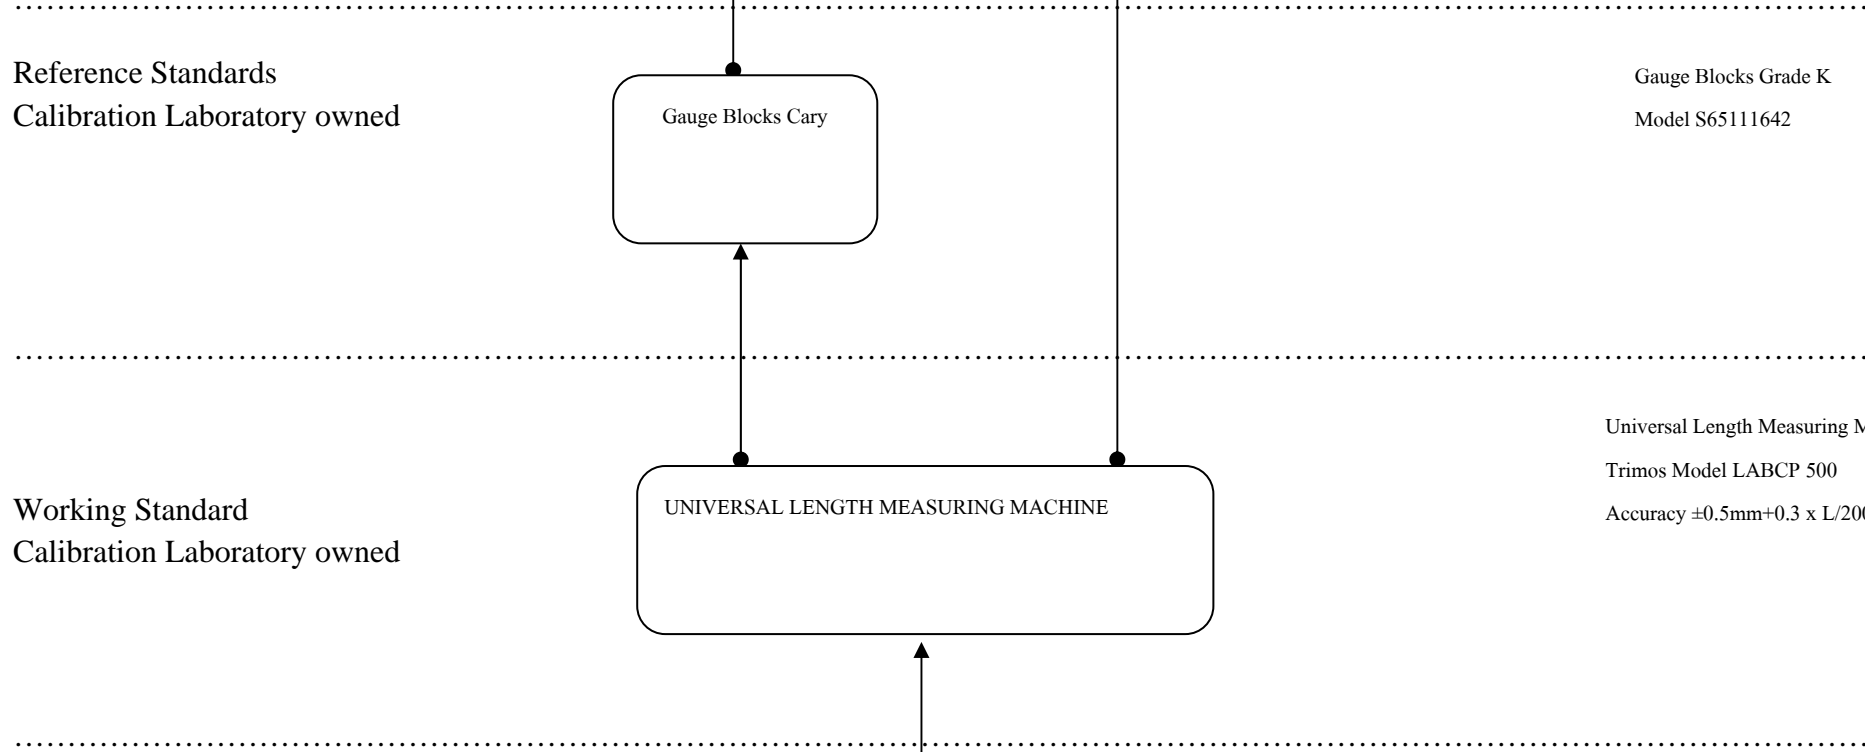 Reference Standards
Calibration Laboratory owned
Gauge Blocks Cary
Gauge Blocks Grade K
Model S65111642
Working Standard
Calibration Laboratory owned
UNIVERSAL LENGTH MEASURING MACHINE
Universal Length Measuring M
Trimos Model LABCP 500
Accuracy ±0.5mm+0.3 x L/200